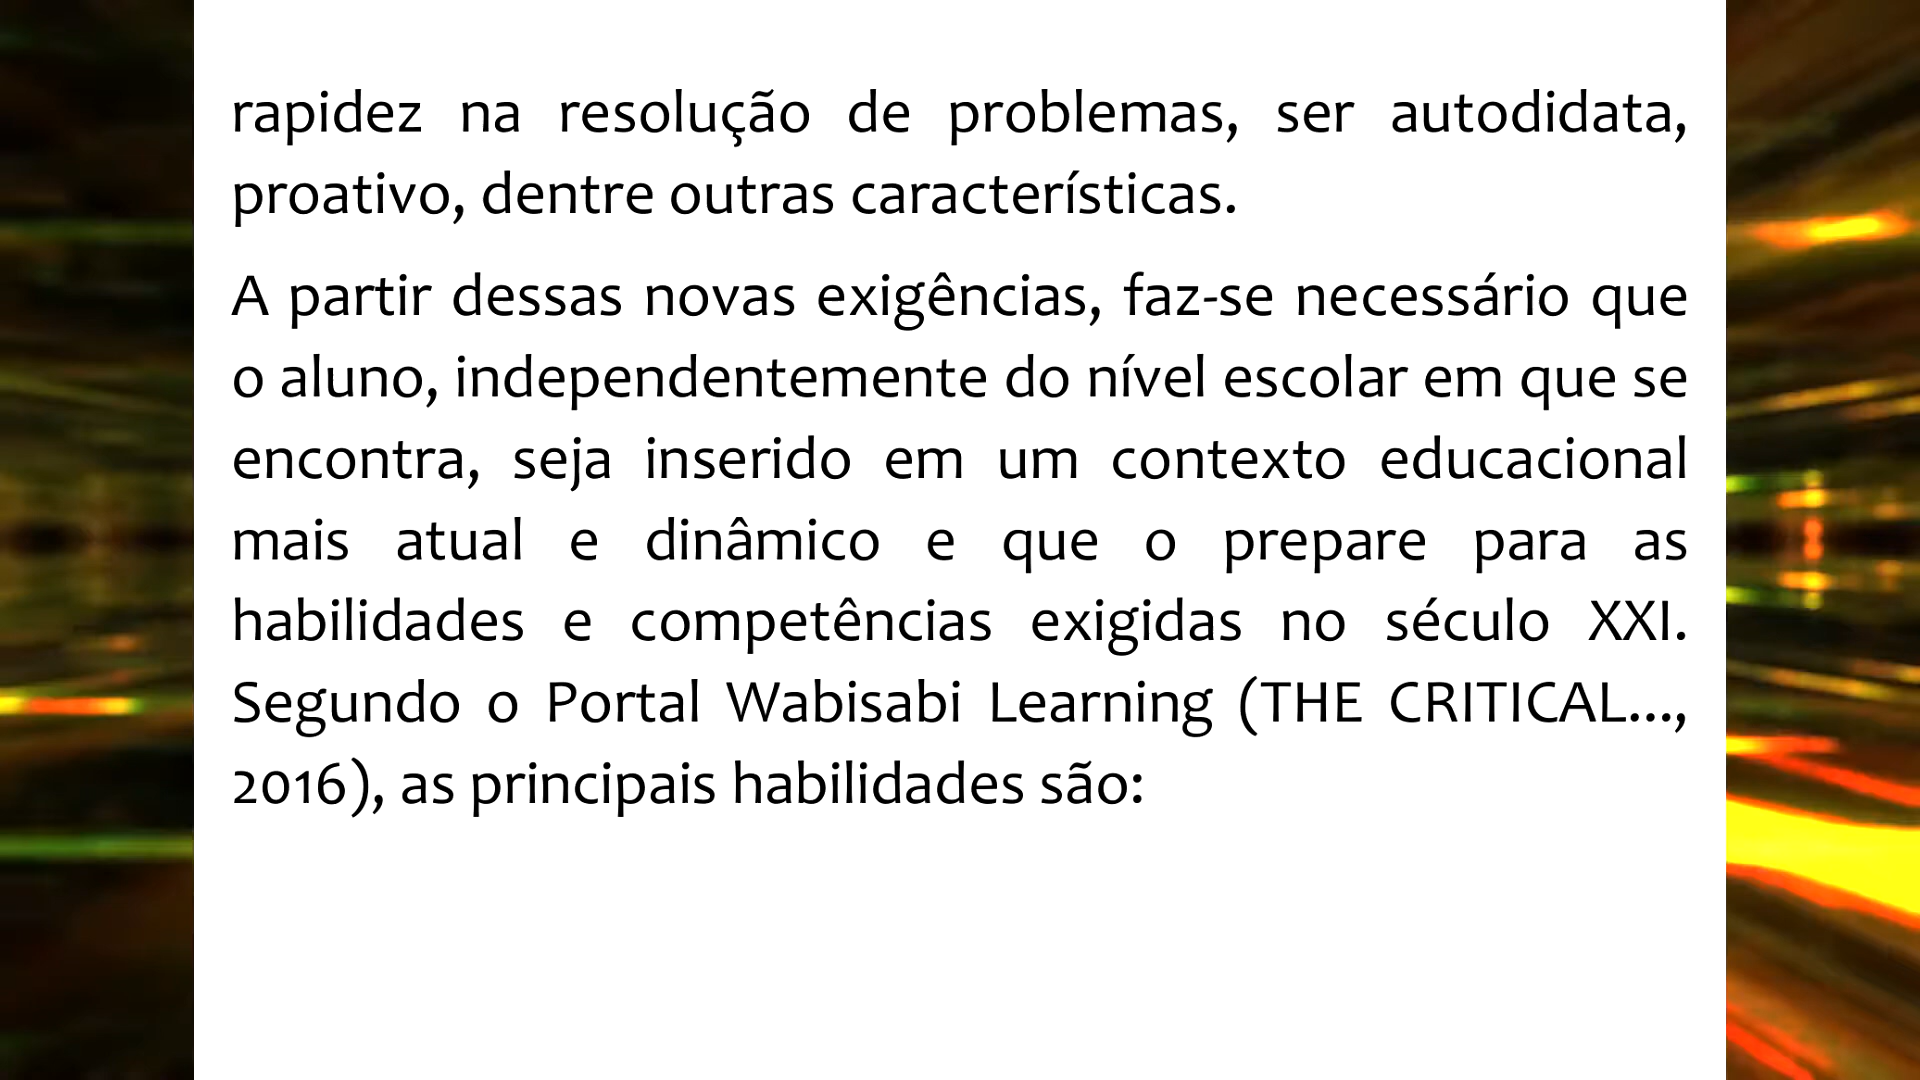 rapidez na resolução de problemas, ser autodidata,
proativo, dentre outras características.
A partir dessas novas exigências, faz-se necessário que
o aluno, independentemente do nível escolar em que se
encontra, seja inserido em um contexto educacional
mais atual e dinâmico e que o prepare para as
habilidades e competências exigidas no século XXI.
Segundo o Portal Wabisabi Learning (THE CRITICAL...,
2016), as principais habilidades são: